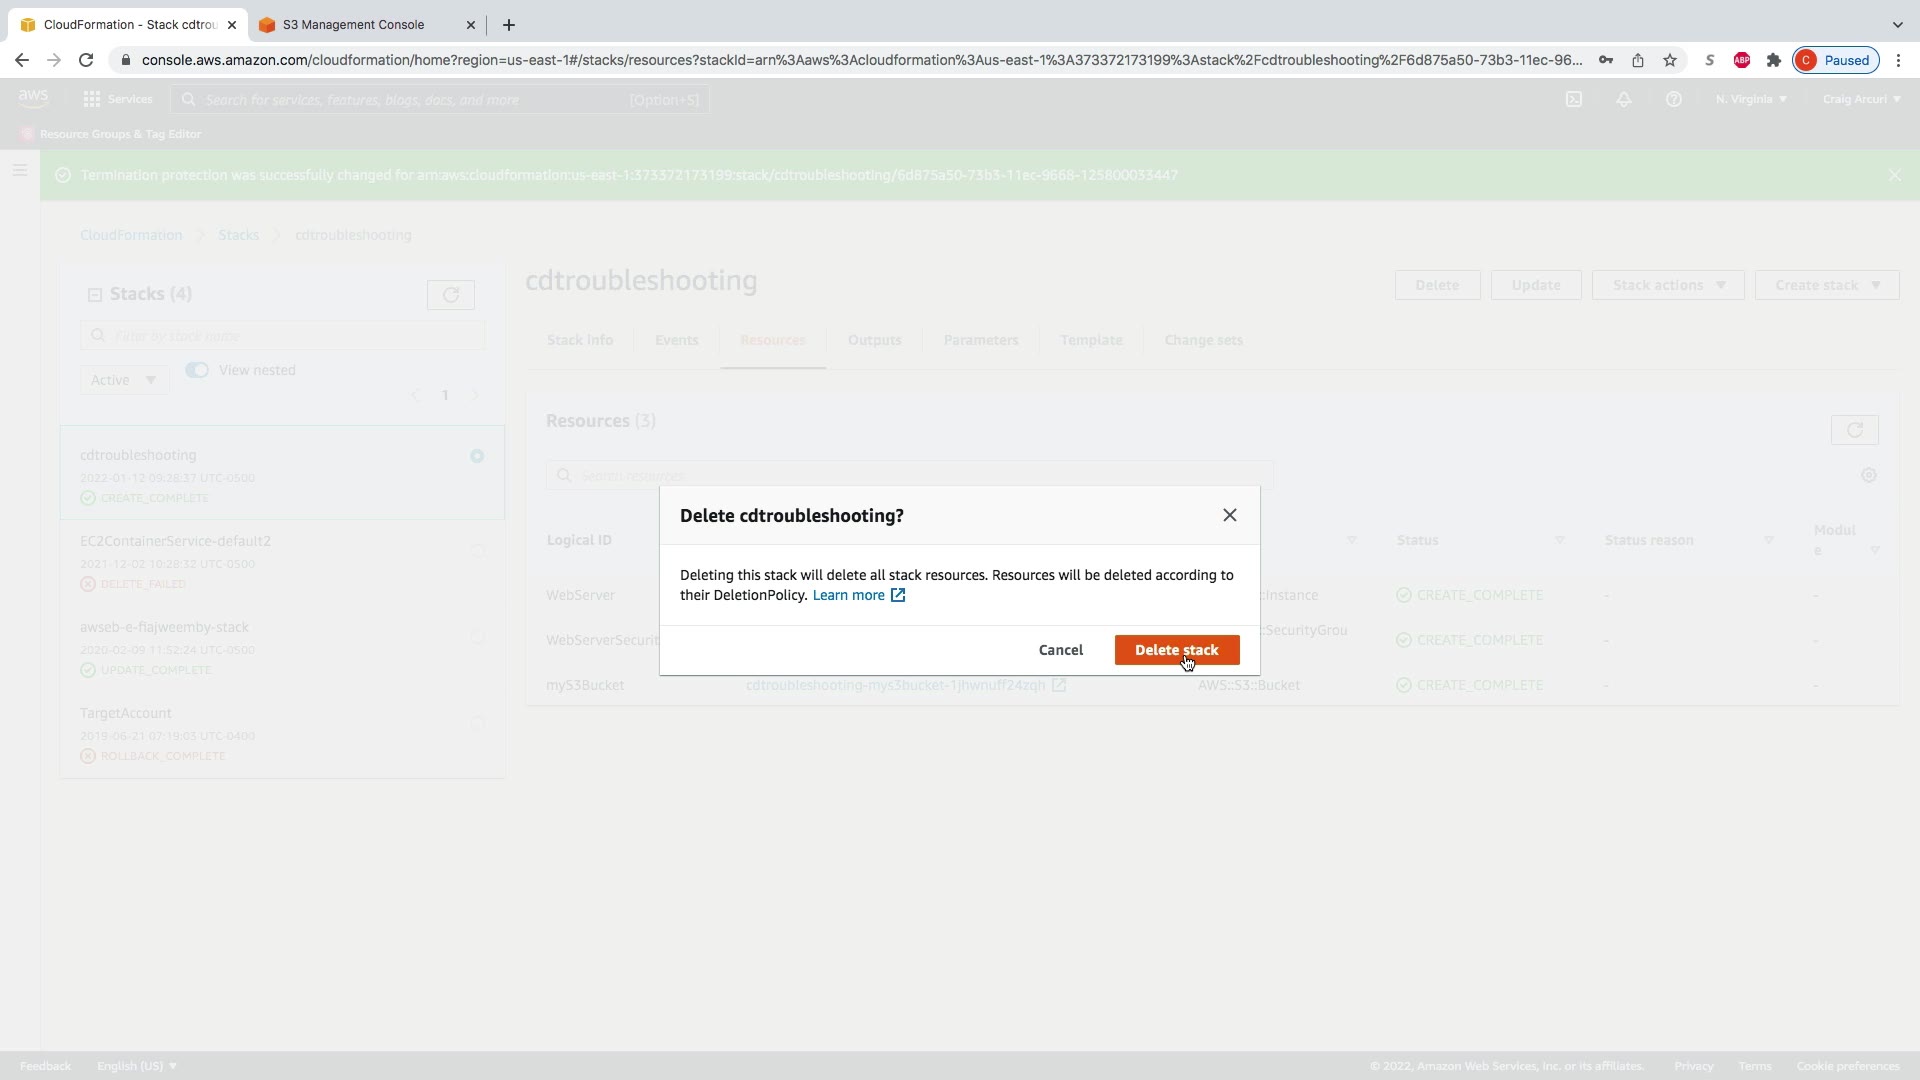 CloudFormation - Stack cdtrou
S3 Management Console
console.aws.amazon.com/cloudformation/home?region=us-east-1#/stacks/resources?stackId=arn%3Aaws%3Acloudformation%3Aus-east-1%3A373372173199%3Astack%2Fcdtroubleshooting%2F6d875a50-73b3-11ec-96...
ABP
C Paused
aws
Services
Search for services, features, blogs, docs, and more
[Option+S]
N. Virginia
Craig Arcuri
Resource Groups & Tag Editor
Termination protection was successfully changed for arn:aws:cloudformation:us-east-1:373372173199:stack/cdtroubleshooting/6d875a50-73b3-11ec-9668-125800033447
CloudFormation
Stacks
cdtroubleshooting
Stacks (4)
Filter by stack name
Active
View nested
1
cdtroubleshooting
2022-01-12 09:28:37 UTC-0500
CREATE_COMPLETE
EC2ContainerService-default2
2021-12-02 10:28:32 UTC-0500
DELETE_FAILED
awseb-e-fiajweemby-stack
2020-02-09 11:52:24 UTC-0500
UPDATE_COMPLETE
TargetAccount
2019-06-21 07:19:03 UTC-0400
ROLLBACK_COMPLETE
cdtroubleshooting
Delete
Update
Stack actions
Create stack
Stack info
Events
Resources
Outputs
Parameters
Template
Change sets
Resources (3)
Search resources
Logical ID
Status
Status reason
Modul
e
WebServer
:Instance
CREATE_COMPLETE
-
-
WebServerSecurit
:SecurityGrou
CREATE_COMPLETE
-
-
myS3Bucket
cdtroubleshooting-mys3bucket-1jhwnuff24zqh
AWS::S3::Bucket
CREATE_COMPLETE
-
-
Delete cdtroubleshooting?
Deleting this stack will delete all stack resources. Resources will be deleted according to
their DeletionPolicy. Learn more
Cancel
Delete stack
Feedback
English (US)
© 2022, Amazon Web Services, Inc. or its affiliates.
Privacy
Terms
Cookie preferences